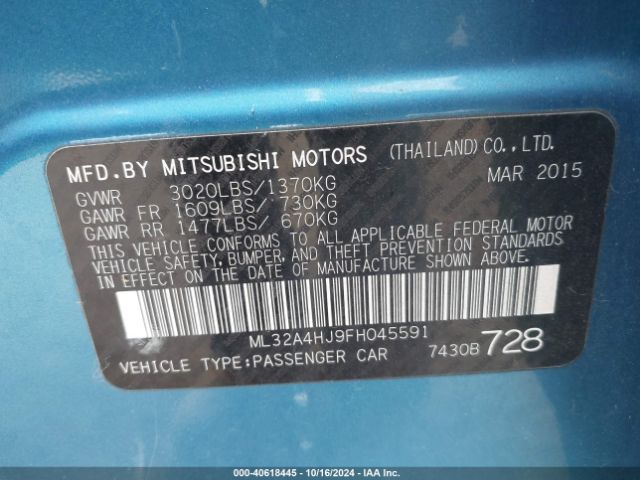 MFD.BY MITSUBISHI MOTORS (THAILAND)CO.,LTD.
GVWR 3020LBS/1370KG MAR 2015
GAWR FR 1609LBS/ 730KG
GAWR RR 1477LBS/ 670KG
THIS VEHICLE CONFORMS TO ALL APPLICABLE FEDERAL MOTOR
VEHICLE SAFETY, BUMPER, AND THEFT PREVENTION STANDARDS
IN EFFECT ON THE DATE OF MANUFACTURE SHOWN ABOVE.
ML32A4HJ9FH045591
VEHICLE TYPE:PASSENGER CAR 7430B 728
000-40618445 - 10/16/2024 - IAA Inc.